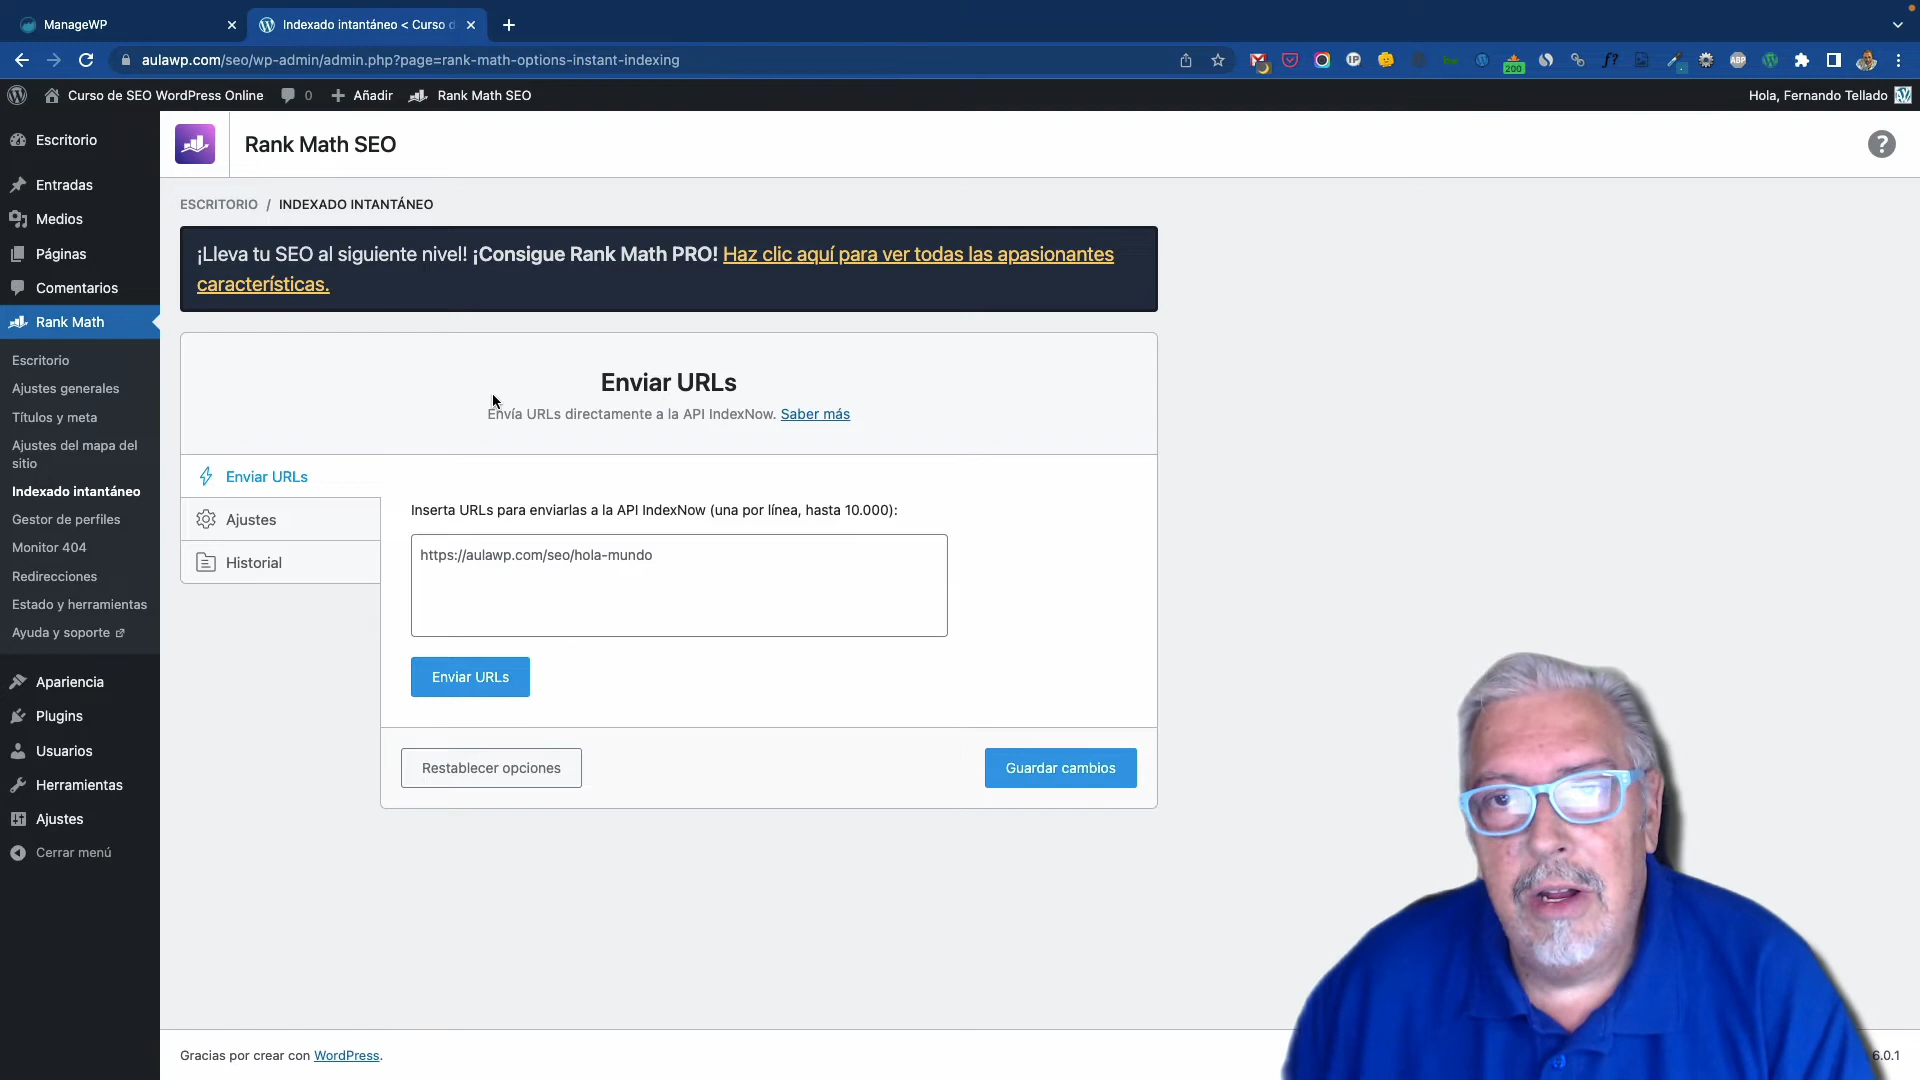 ManageWP
Indexado intantáneo < Curso d
aulawp.com/seo/wp-admin/admin.php?page=rank-math-options-instant-indexing
200
ABP
IP
f?
Curso de SEO WordPress Online
0
Añadir
Rank Math SEO
Hola, Fernando Tellado
Escritorio
Entradas
Medios
Páginas
Comentarios
Rank Math
Escritorio
Ajustes generales
Títulos y meta
Ajustes del mapa del
sitio
Indexado intantáneo
Gestor de perfiles
Monitor 404
Redirecciones
Estado y herramientas
Ayuda y soporte
Apariencia
Plugins
Usuarios
Herramientas
Ajustes
Cerrar menú
Rank Math SEO
?
ESCRITORIO / INDEXADO INTANTÁNEO
¡Lleva tu SEO al siguiente nivel! ¡Consigue Rank Math PRO! Haz clic aquí para ver todas las apasionantes
características.
Enviar URLs
Envía URLs directamente a la API IndexNow. Saber más
Enviar URLs
Ajustes
Historial
Inserta URLs para enviarlas a la API IndexNow (una por línea, hasta 10.000):
https://aulawp.com/seo/hola-mundo
Enviar URLs
Restablecer opciones
Guardar cambios
Gracias por crear con WordPress.
6.0.1